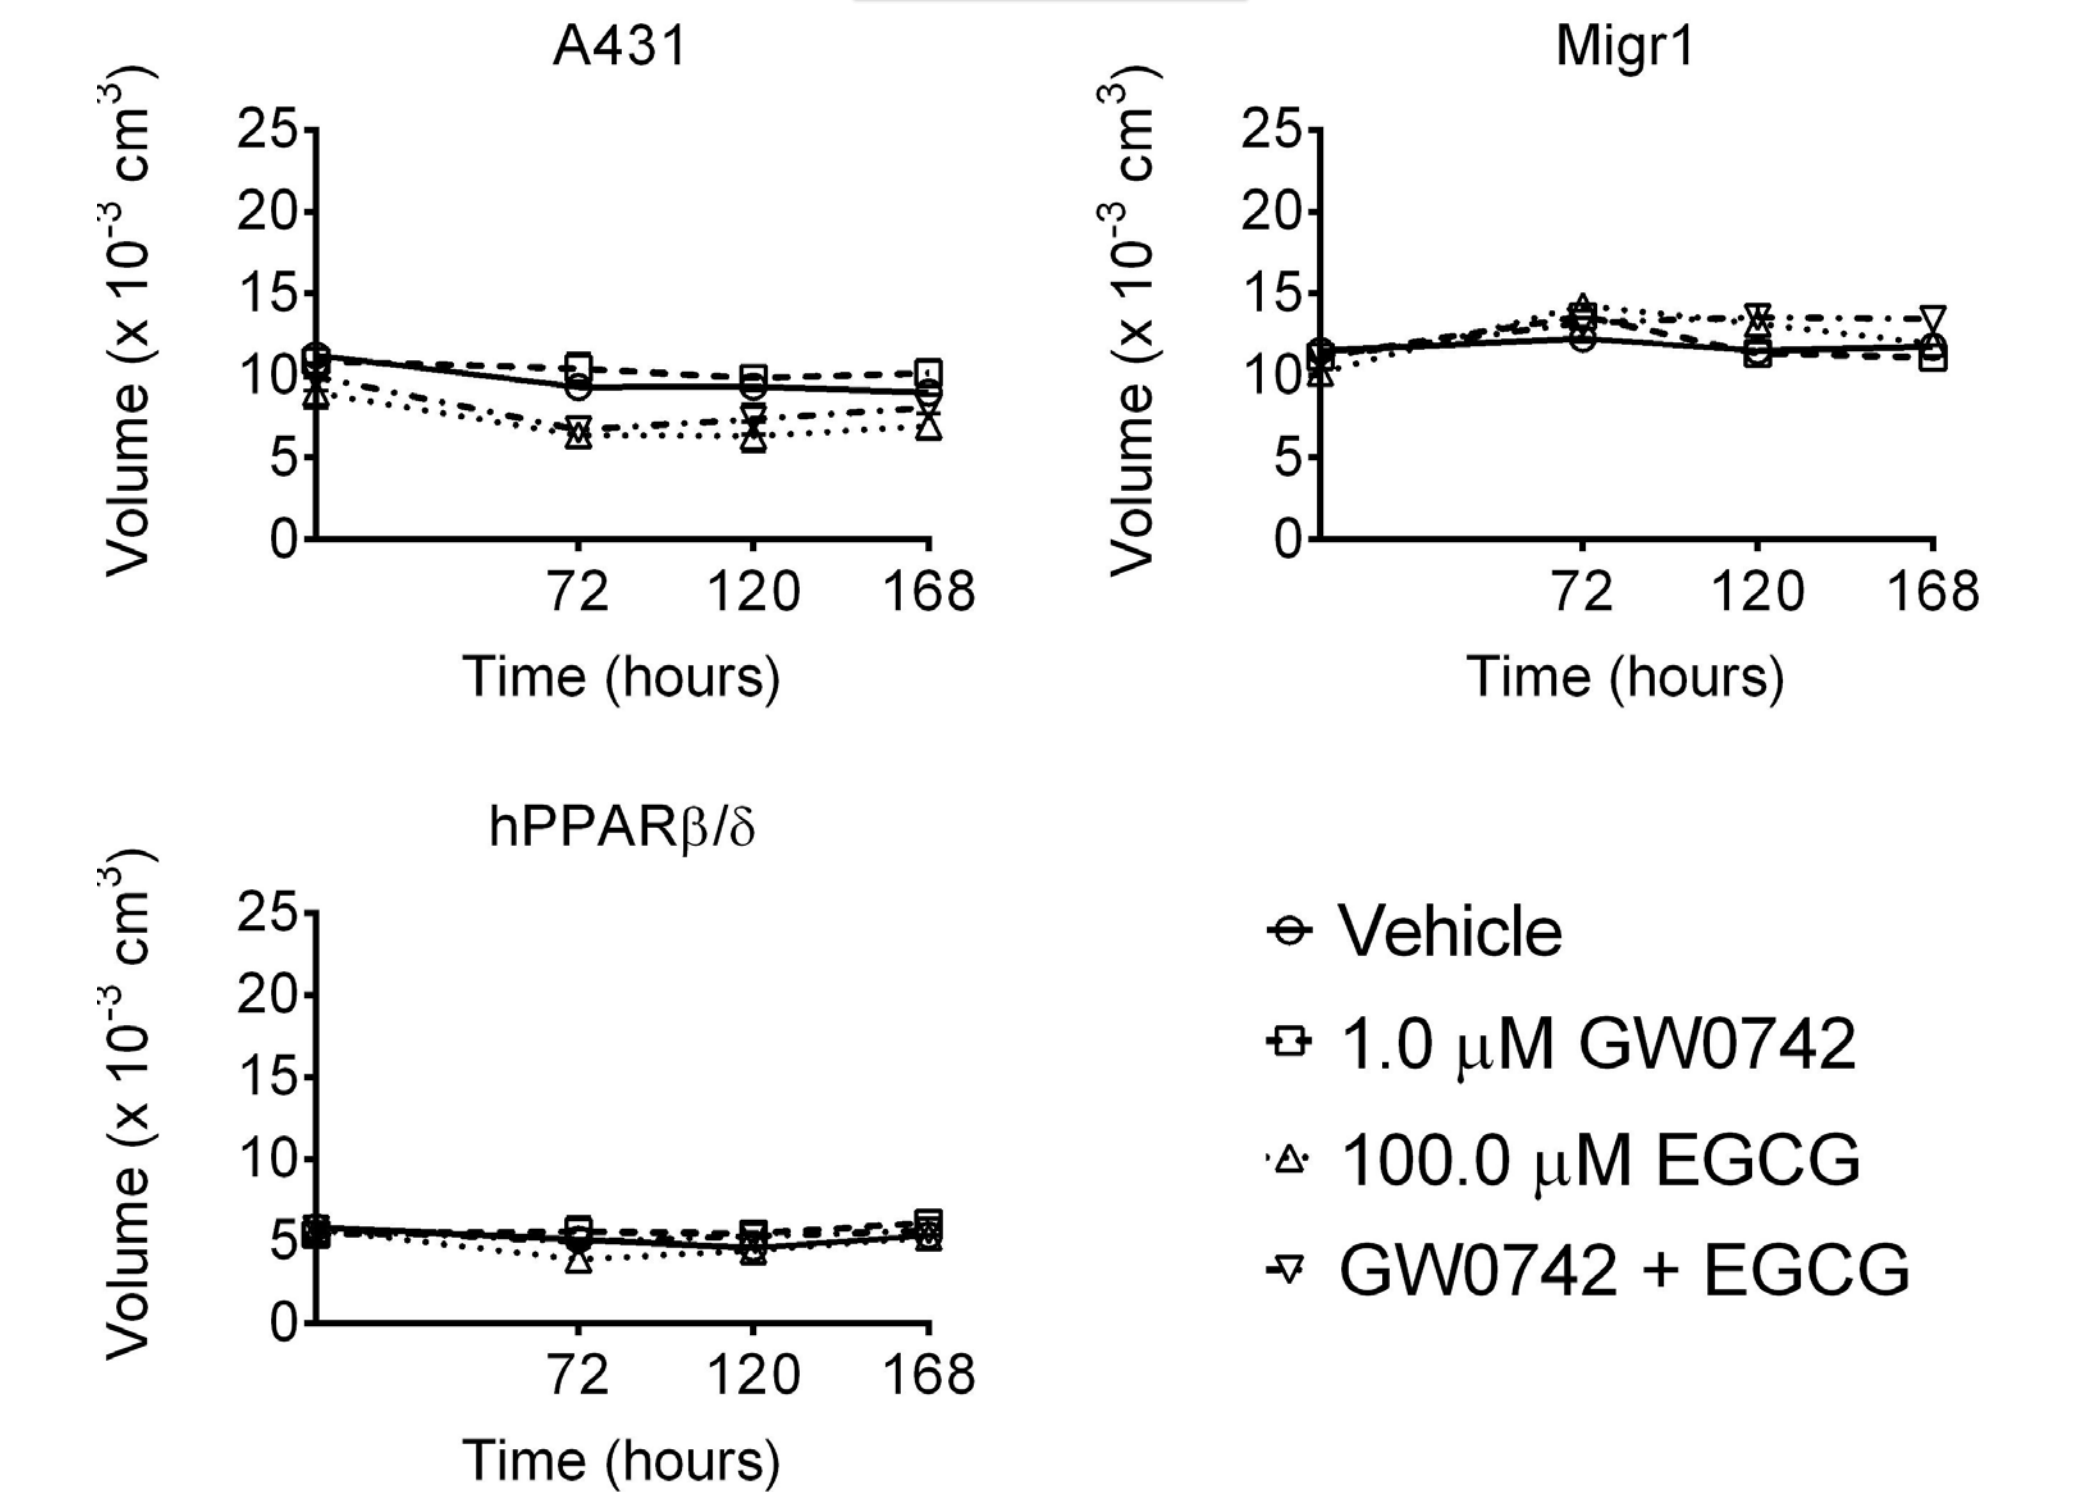 A431
Volume (x 10⁻³ cm³)
25
20
15
10
5
0
72 120 168
Time (hours)
Migr1
Volume (x 10⁻³ cm³)
25
20
15
10
5
0
72 120 168
Time (hours)
hPPARβ/δ
Volume (x 10⁻³ cm³)
25
20
15
10
5
0
72 120 168
Time (hours)
Vehicle
1.0 μM GW0742
100.0 μM EGCG
GW0742 + EGCG